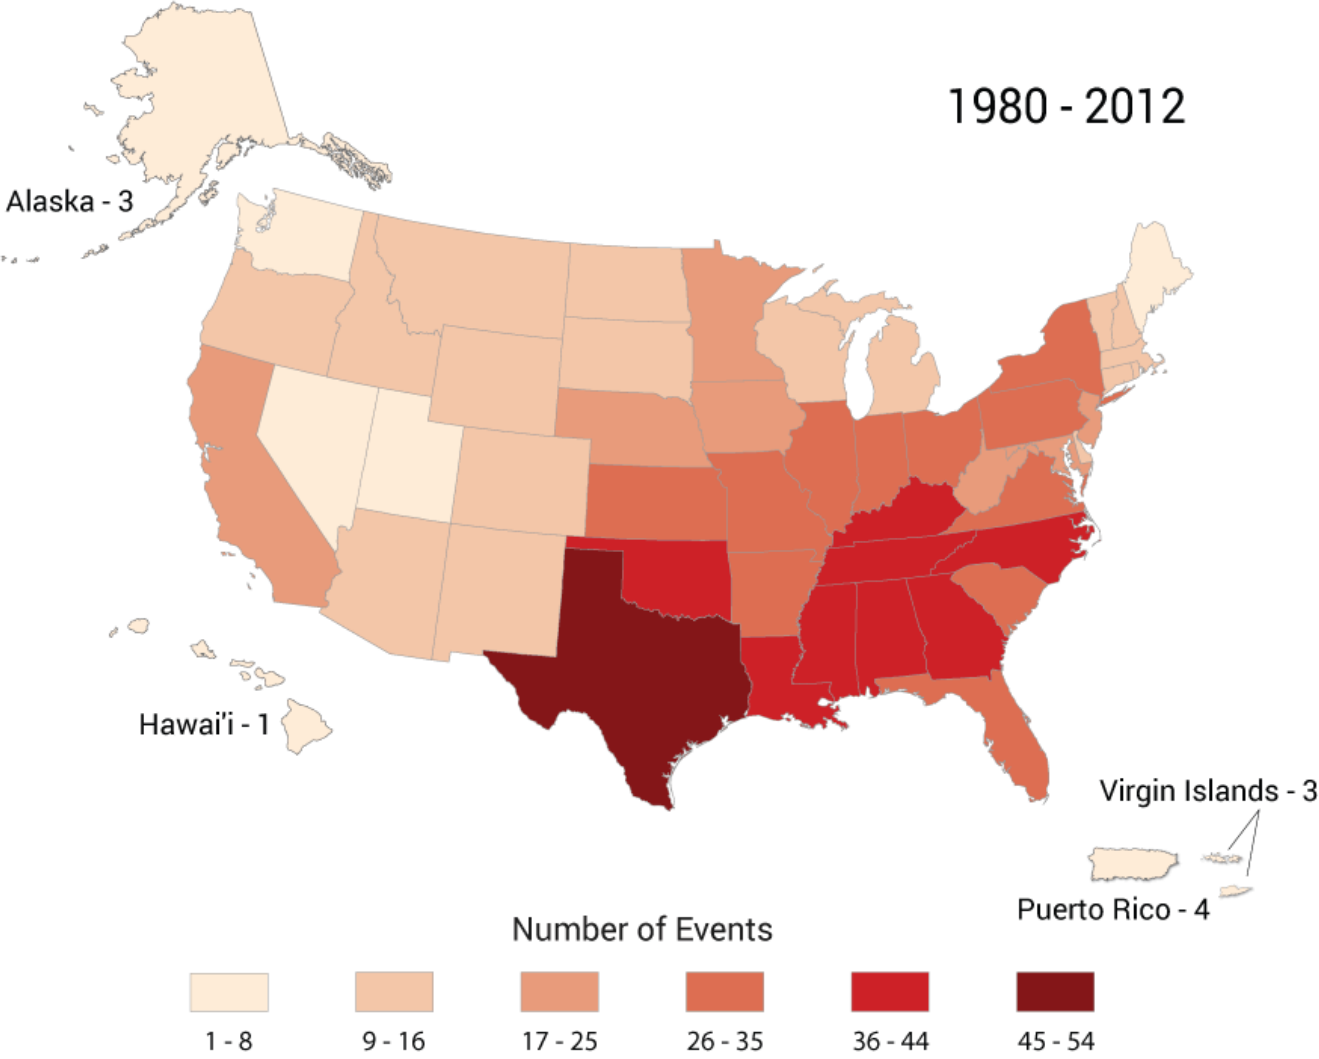 1980 - 2012
Alaska - 3
Hawai'i - 1
Virgin Islands - 3
Puerto Rico - 4
Number of Events
1 - 8
9 - 16
17 - 25
26 - 35
36 - 44
45 - 54